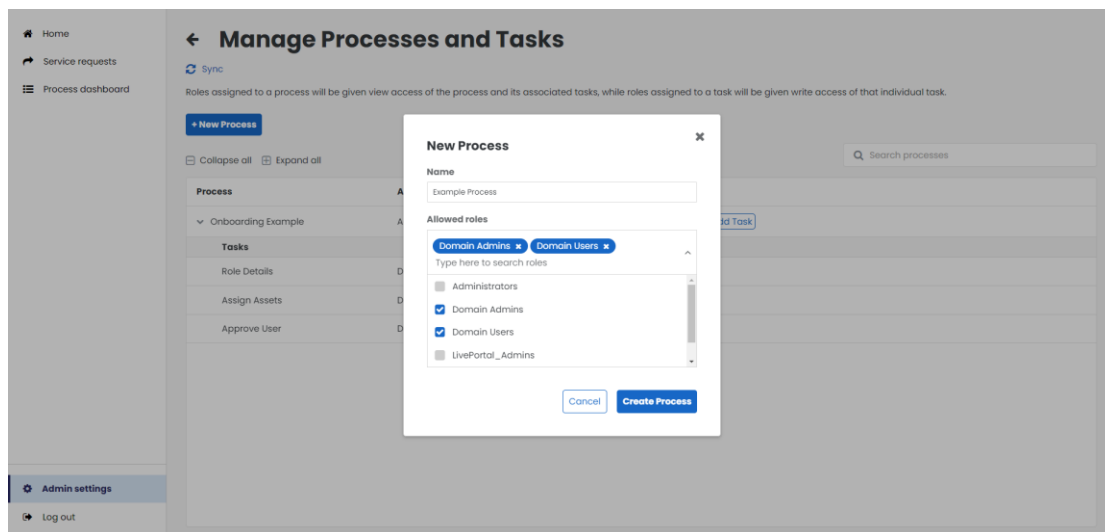 Home
Service requests
Process dashboard
Manage Processes and Tasks
Sync
Roles assigned to a process will be given view access of the process and its associated tasks, while roles assigned to a task will be given write access of that individual task.
+ New Process
Collapse all Expand all
Search processes
Process A
Onboarding Example A dd Task
Tasks
Role Details D
Assign Assets D
Approve User D
New Process
Name
Example Process
Allowed roles
Domain Admins Domain Users
Type here to search roles
Administrators
Domain Admins
Domain Users
LivePortal_Admins
Cancel Create Process
Admin settings
Log out